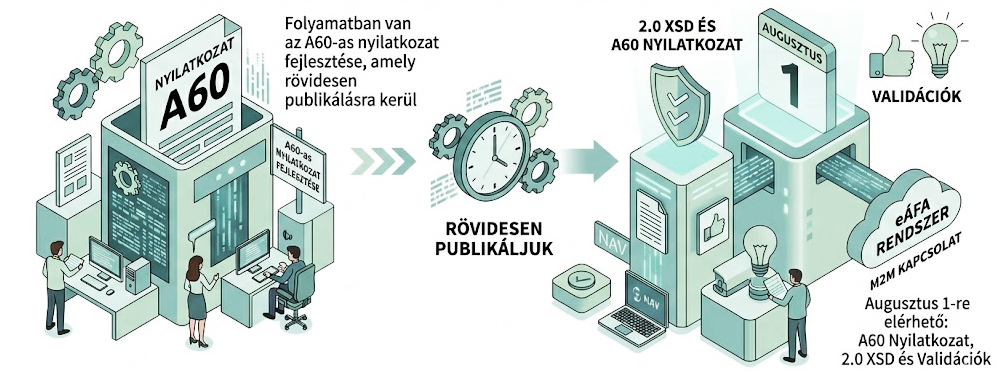 NYILATKOZAT
A60
Folyamatban van
az A60-as nyilatkozat
fejlesztése, amely
rövidesen
publikálásra kerül
A60-as
NYILATKOZAT
FEJLESZTÉSE
RÖVIDESEN
PUBLIKÁLJUK
2.0 XSD ÉS
A60 NYILATKOZAT
AUGUSZTUS
1
VALIDÁCIÓK
NAV
NAV
eÁFA
RENDSZER
M2M KAPCSOLAT
Augusztus 1-re
elérhető:
A60 Nyilatkozat,
2.0 XSD és Validációk